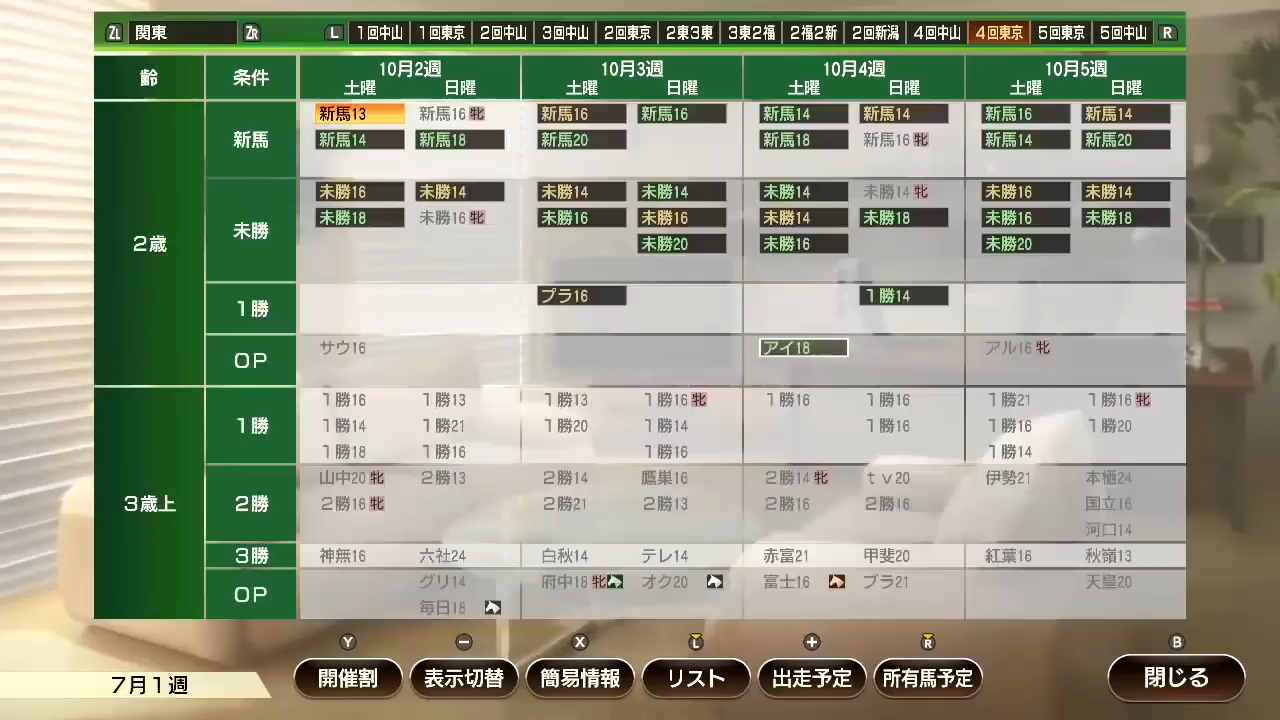 ZL 関東 ZR L 1回中山 1回東京 2回中山 3回中山 2回東京 2東3東 3東2福 2福2新 2回新潟 4回中山 4回東京 5回東京 5回中山 R
齢 条件 10月2週 10月3週 10月4週 10月5週
土曜 日曜 土曜 日曜 土曜 日曜 土曜 日曜
新馬13 新馬16 牝 新馬16 新馬16 新馬14 新馬14 新馬16 新馬14
新馬
新馬14 新馬18 新馬20 新馬18 新馬16 牝 新馬14 新馬20
未勝16 未勝14 未勝14 未勝14 未勝14 未勝14 牝 未勝16 未勝14
未勝18 未勝16 牝 未勝16 未勝16 未勝14 未勝18 未勝16 未勝18
未勝
2歳 未勝20 未勝16 未勝20
1勝 プラ16 1勝14
OP サウ16 アイ18 アル16 牝
1勝16 1勝13 1勝13 1勝16 牝 1勝16 1勝16 1勝21 1勝16 牝
1勝 1勝14 1勝21 1勝20 1勝14 1勝16 1勝16 1勝20
1勝18 1勝16 1勝16 1勝14
山中20 牝 2勝13 2勝14 鷹巣16 2勝14 牝 tv20 伊勢21 本栖24
3歳上 2勝 2勝16 牝 2勝21 2勝13 2勝16 2勝16 国立16
河口14
3勝 神無16 六社24 白秋14 テレ14 赤富21 甲斐20 紅葉16 秋嶺13
グリ14 府中18 牝 オク20 富士16 ブラ21 天皇20
OP
毎日18
Y − X L + R B
7月1週 開催割 表示切替 簡易情報 リスト 出走予定 所有馬予定 閉じる